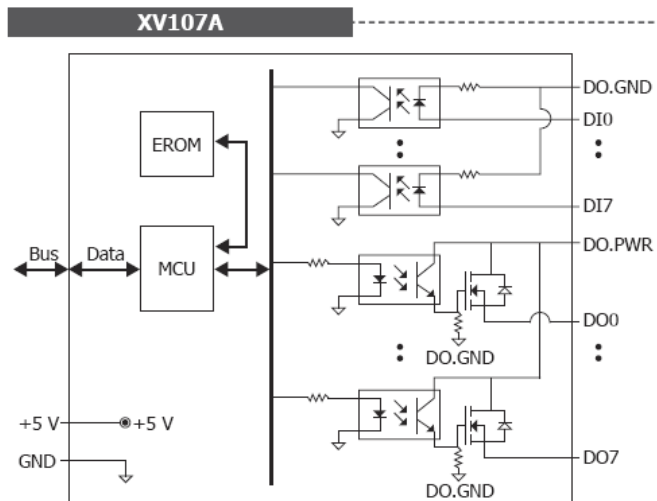 XV107A
DO.GND
DI0
EROM
DI7
Bus
Data
MCU
DO.PWR
DO0
DO.GND
+5 V
+5 V
GND
DO7
DO.GND